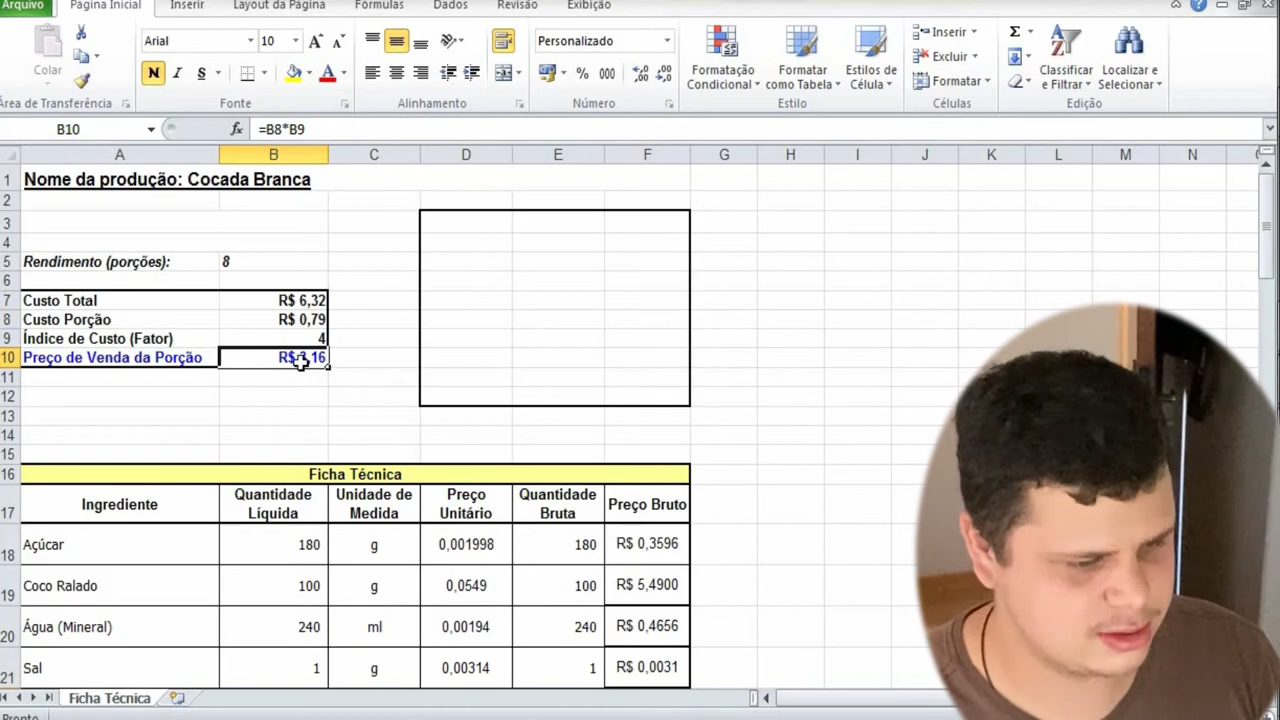 Arquivo Página Inicial Inserir Layout da Página Fórmulas Dados Revisão Exibição
Colar
Arial 10
N I S
Personalizado
% 000
Formatação Condicional
Formatar como Tabela
Estilos de Célula
Inserir
Excluir
Formatar
Σ
Classificar e Filtrar
Localizar e Selecionar
Área de Transferência Fonte Alinhamento Número Estilo Células Edição
B10 fx =B8*B9
A B C D E F G H I J K L M N
1 Nome da produção: Cocada Branca
2
3
4
5 Rendimento (porções): 8
6
7 Custo Total R$ 6,32
8 Custo Porção R$ 0,79
9 Índice de Custo (Fator) 4
10 Preço de Venda da Porção R$ 3,16
11
12
13
14
15
16 Ficha Técnica
17 Ingrediente Quantidade Líquida Unidade de Medida Preço Unitário Quantidade Bruta Preço Bruto
18 Açúcar 180 g 0,001998 180 R$ 0,3596
19 Coco Ralado 100 g 0,0549 100 R$ 5,4900
20 Água (Mineral) 240 ml 0,00194 240 R$ 0,4656
21 Sal 1 g 0,00314 1 R$ 0,0031
Ficha Técnica
Pronto